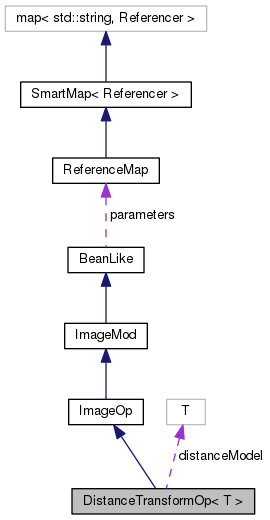 map< std::string, Referencer >
SmartMap< Referencer >
ReferenceMap
parameters
BeanLike
ImageMod
ImageOp
T
distanceModel
DistanceTransformOp< T >